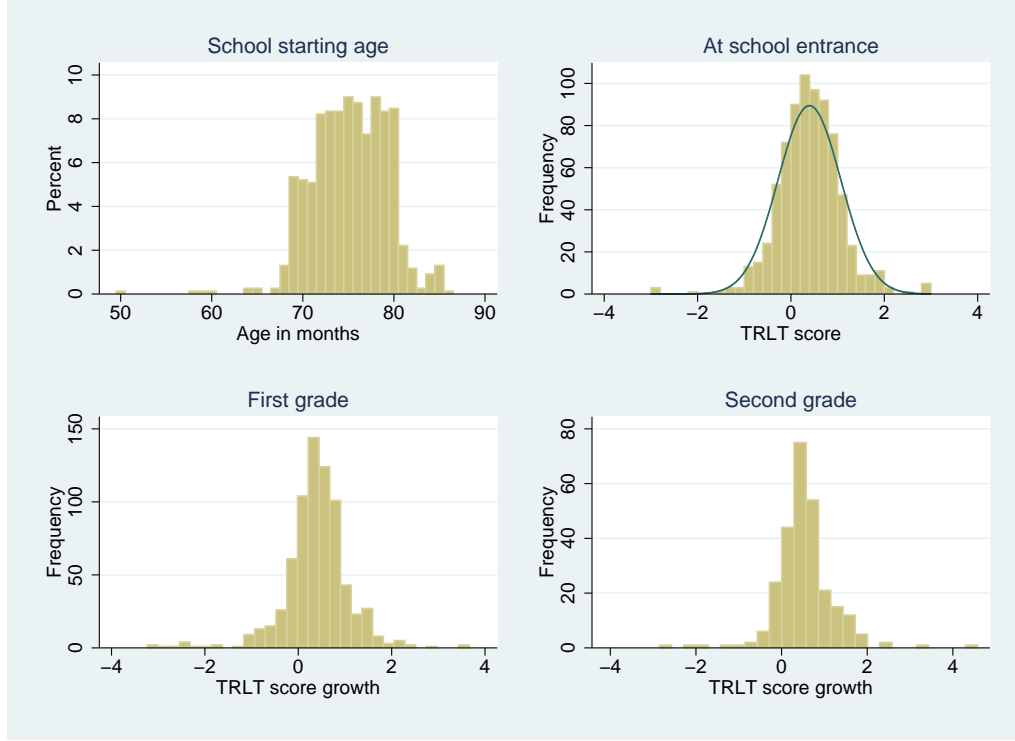 School starting age
10
8
6
4
2
0
Percent
50 60 70 80 90
Age in months
At school entrance
100
80
60
40
20
0
Frequency
−4 −2 0 2 4
TRLT score
First grade
150
100
50
0
Frequency
−4 −2 0 2 4
TRLT score growth
Second grade
80
60
40
20
0
Frequency
−4 −2 0 2 4
TRLT score growth